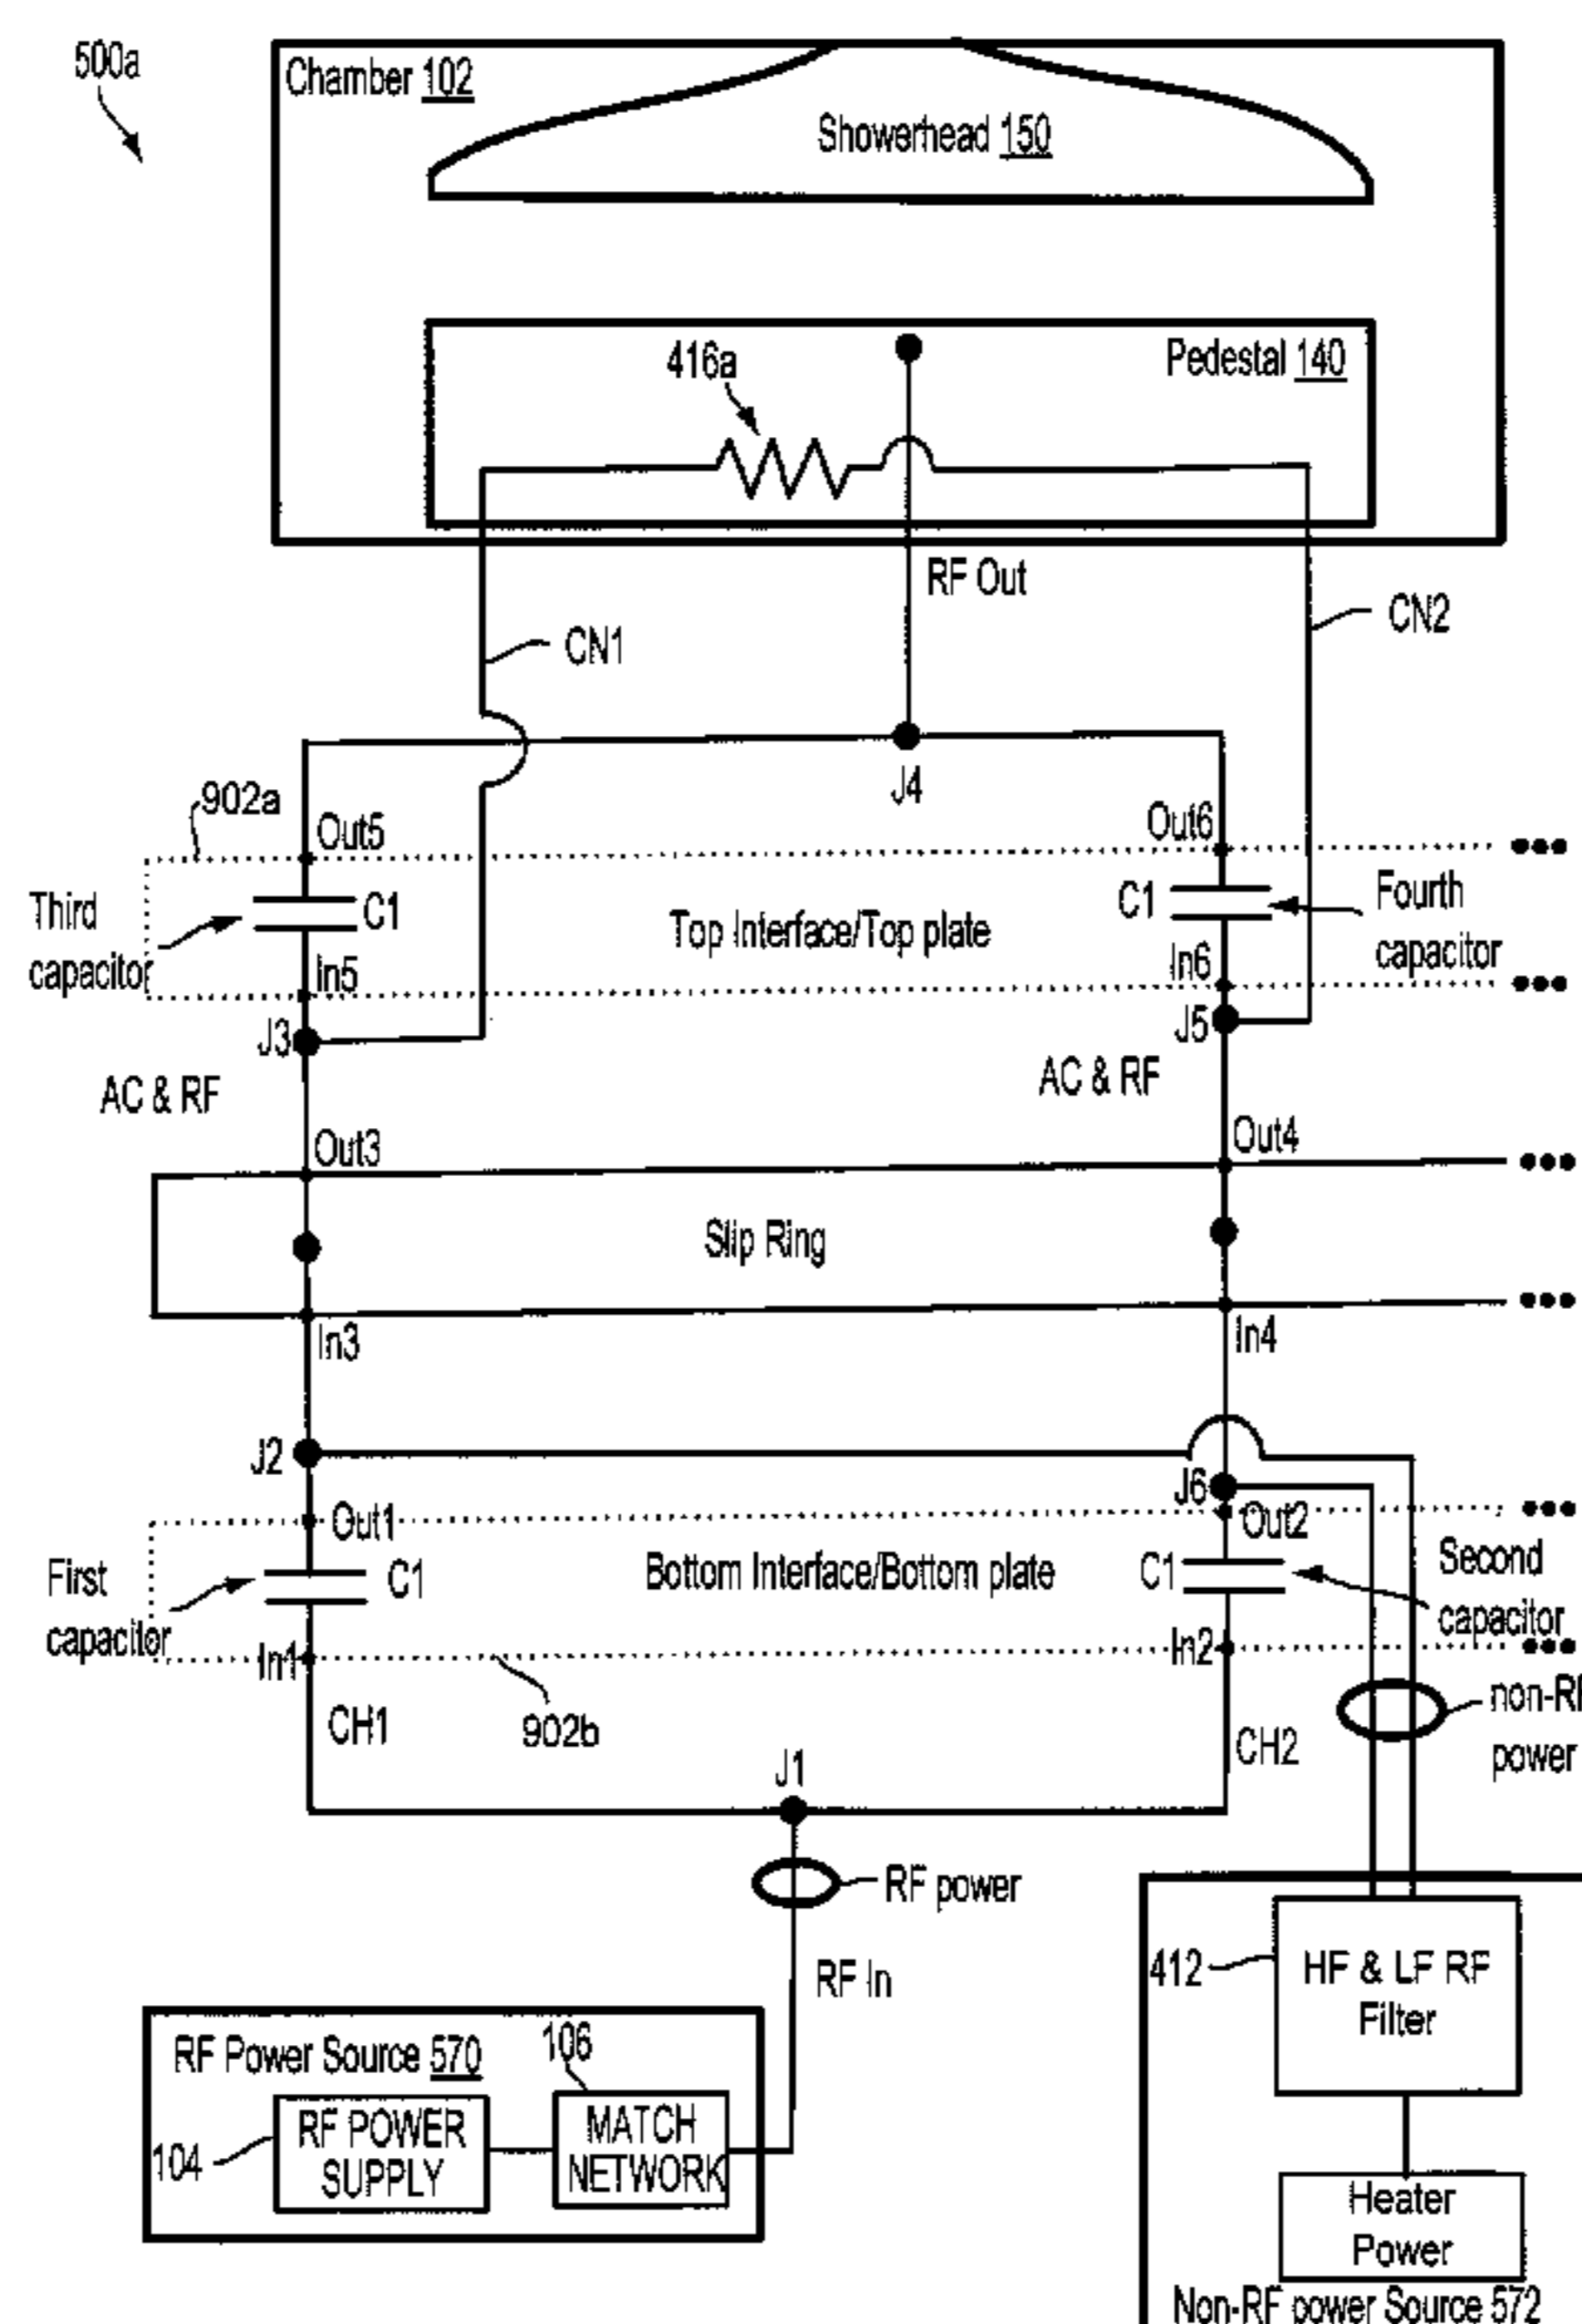 500a
Chamber 102
Showerhead 150
416a
Pedestal 140
RF Out
CN1
CN2
J4
902a
Out5
Out6
Third
capacitor
C1
Top Interface/Top plate
C1
Fourth
capacitor
In5
In6
J3
J5
AC & RF
AC & RF
Out3
Out4
Slip Ring
In3
In4
J2
J6
Out1
Out2
First
capacitor
C1
Bottom Interface/Bottom plate
C1
Second
capacitor
In1
In2
CH1
902b
CH2
non-RF
power
J1
RF power
RF In
412
HF & LF RF
Filter
RF Power Source 570
106
104
RF POWER
SUPPLY
MATCH
NETWORK
Heater
Power
Non-RF power Source 572